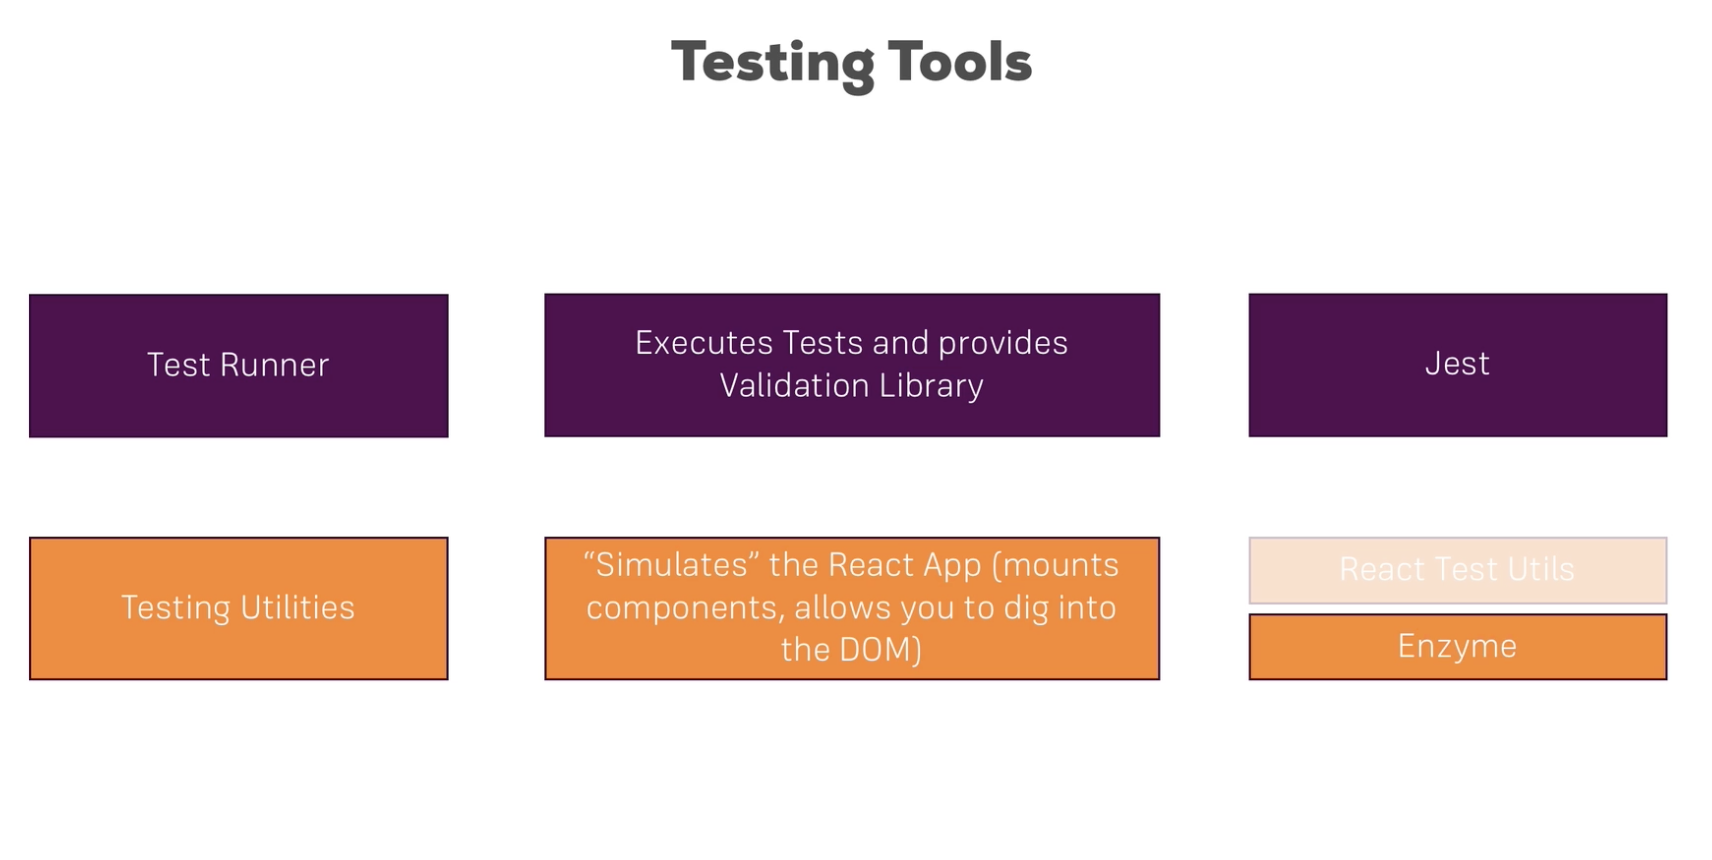 Testing Tools
Test Runner
Executes Tests and provides
Validation Library
Jest
Testing Utilities
“Simulates” the React App (mounts
components, allows you to dig into
the DOM)
React Test Utils
Enzyme